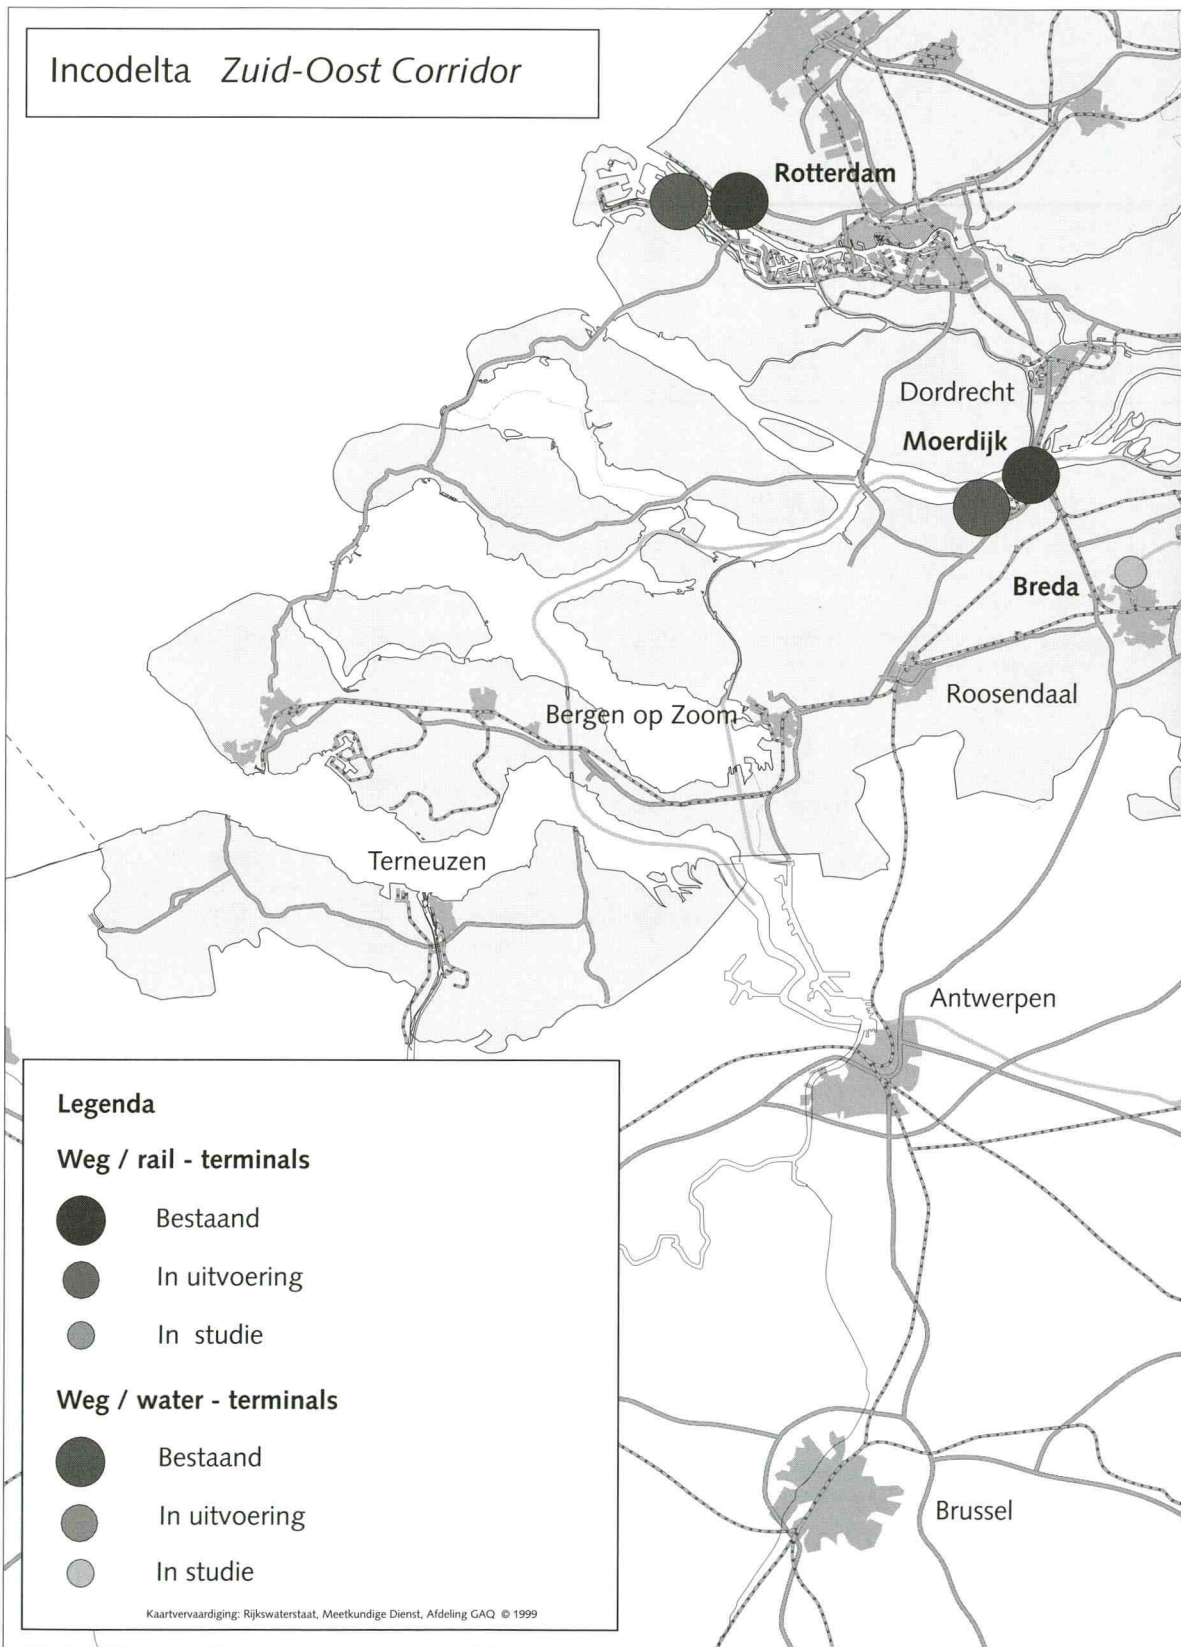 Incodelta Zuid-Oost Corridor
Rotterdam
Dordrecht
Moerdijk
Breda
Roosendaal
Bergen op Zoom
Terneuzen
Antwerpen
Brussel
Legenda
Weg / rail - terminals
Bestaand
In uitvoering
In studie
Weg / water - terminals
Bestaand
In uitvoering
In studie
Kaartvervaardiging: Rijkswaterstaat, Meetkundige Dienst, Afdeling GAQ © 1999